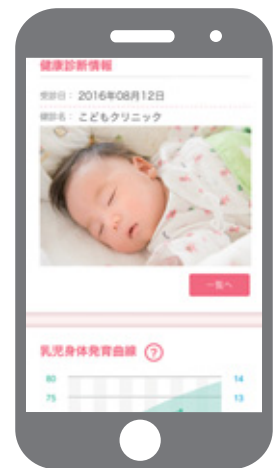 健康診断情報
受診日： 2016年08月12日
健診名： こどもクリニック
一覧へ
乳児身体発育曲線 ?
80 14
75 13